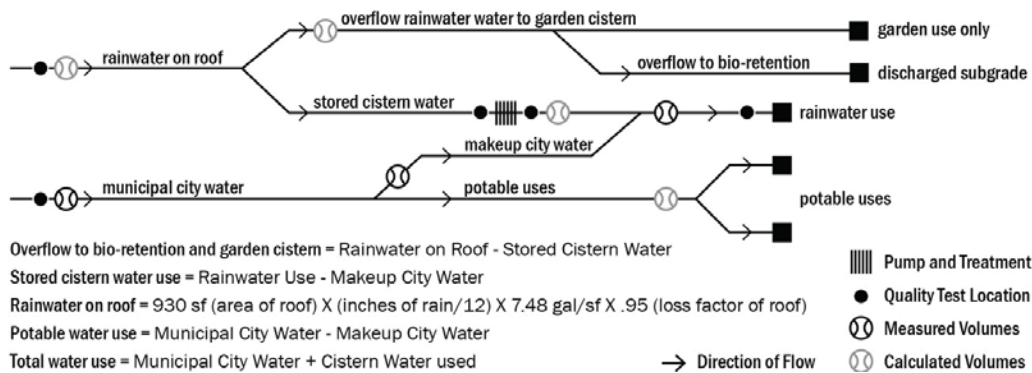 overflow rainwater water to garden cistern
garden use only
rainwater on roof
overflow to bio-retention
discharged subgrade
stored cistern water
rainwater use
makeup city water
municipal city water
potable uses
potable uses
Overflow to bio-retention and garden cistern = Rainwater on Roof - Stored Cistern Water
Stored cistern water use = Rainwater Use - Makeup City Water
Rainwater on roof = 930 sf (area of roof) X (inches of rain/12) X 7.48 gal/sf X .95 (loss factor of roof)
Potable water use = Municipal City Water - Makeup City Water
Total water use = Municipal City Water + Cistern Water used
Direction of Flow
Pump and Treatment
Quality Test Location
Measured Volumes
Calculated Volumes